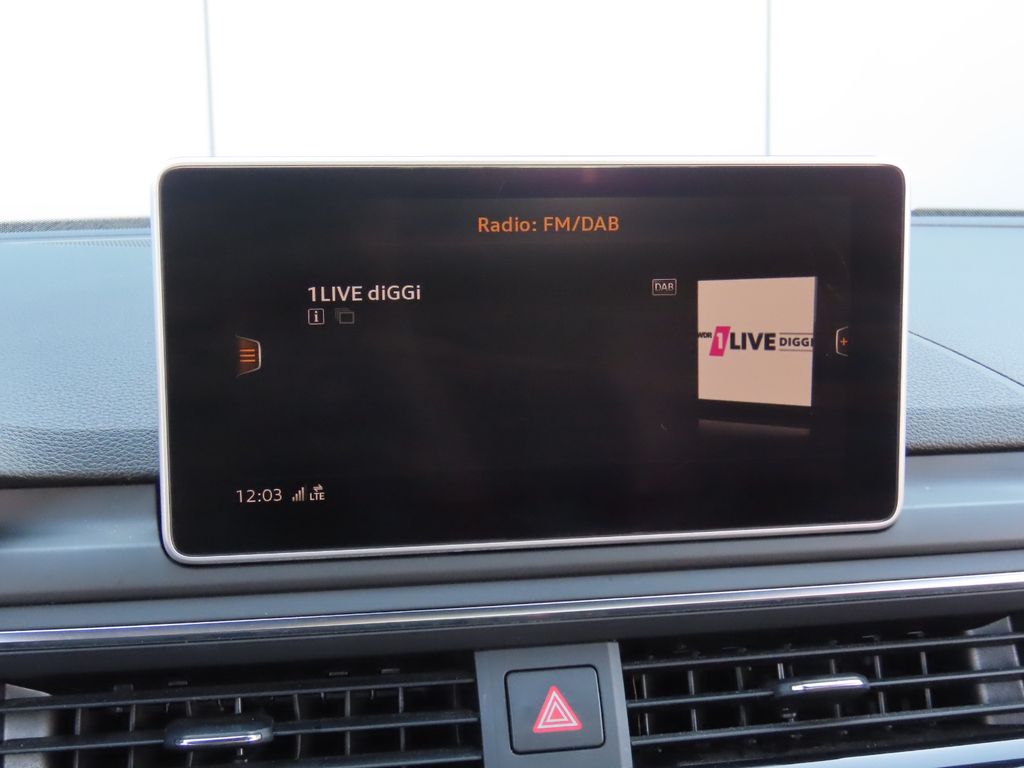 Radio: FM/DAB
1LIVE diGGi
DAB
WDR 1LIVE DIGGI
12:03 LTE